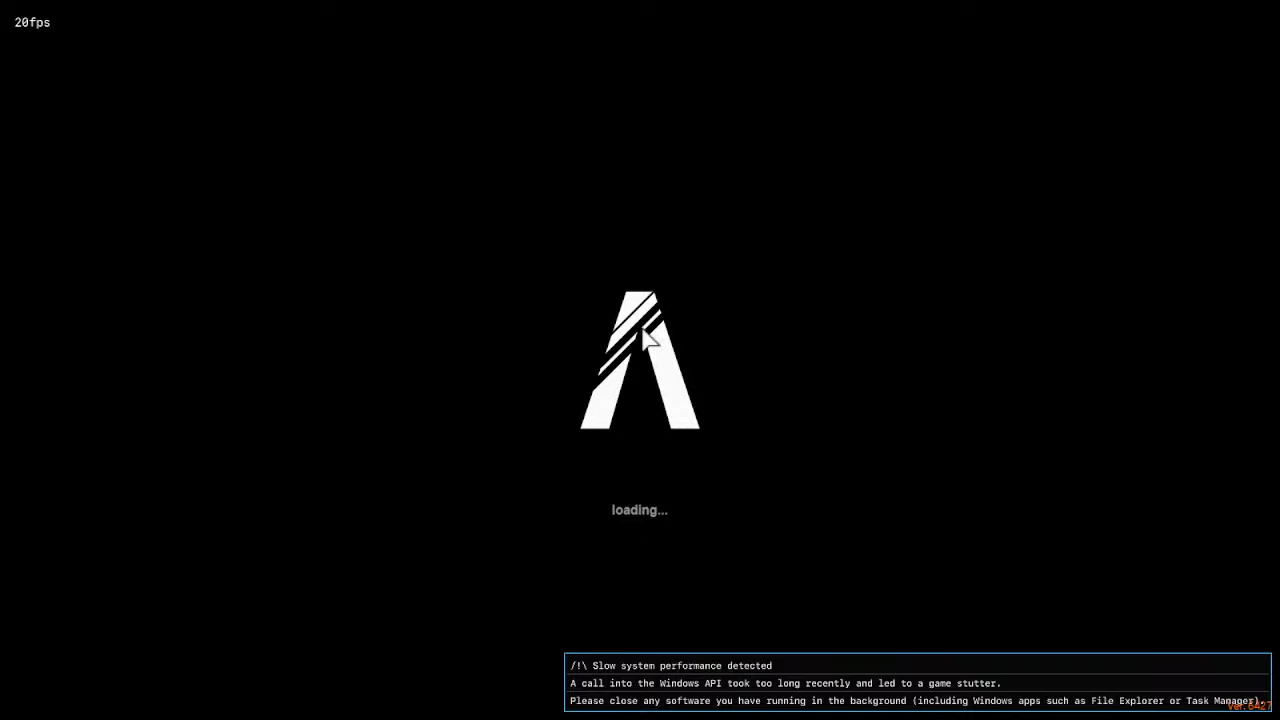 20fps
loading...
/!\ Slow system performance detected
A call into the Windows API took too long recently and led to a game stutter.
Please close any software you have running in the background (including Windows apps such as File Explorer or Task Manager).
Ver. 6427